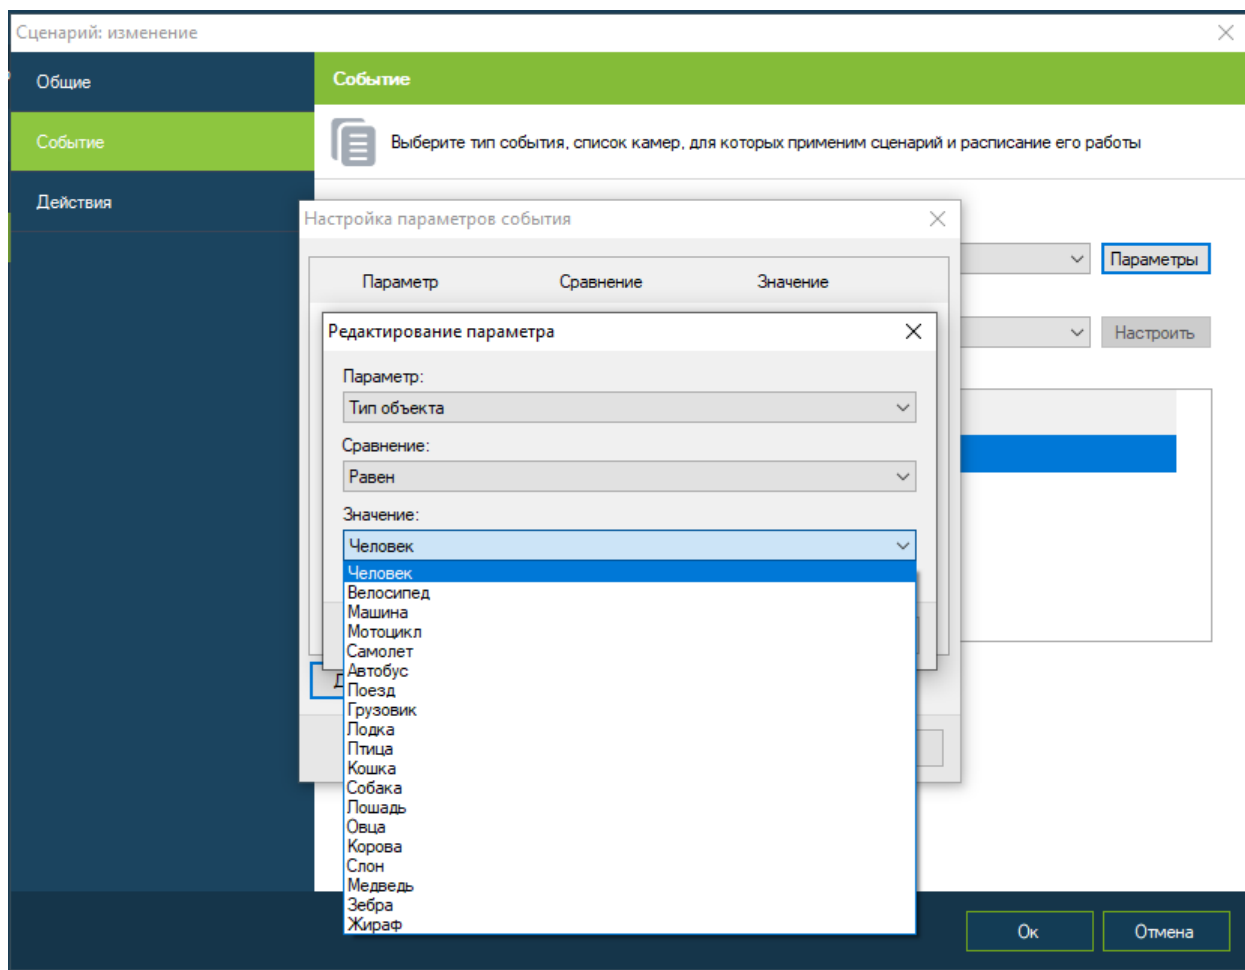 Сценарий: изменение
Общие
Событие
Действия
Событие
Выберите тип события, список камер, для которых применим сценарий и расписание его работы
Параметры
Настроить
Настройка параметров события
Параметр Сравнение Значение
Редактирование параметра
Параметр:
Тип объекта
Сравнение:
Равен
Значение:
Человек
Человек
Велосипед
Машина
Мотоцикл
Самолет
Автобус
Поезд
Грузовик
Лодка
Птица
Кошка
Собака
Лошадь
Овца
Корова
Слон
Медведь
Зебра
Жираф
Ок
Отмена